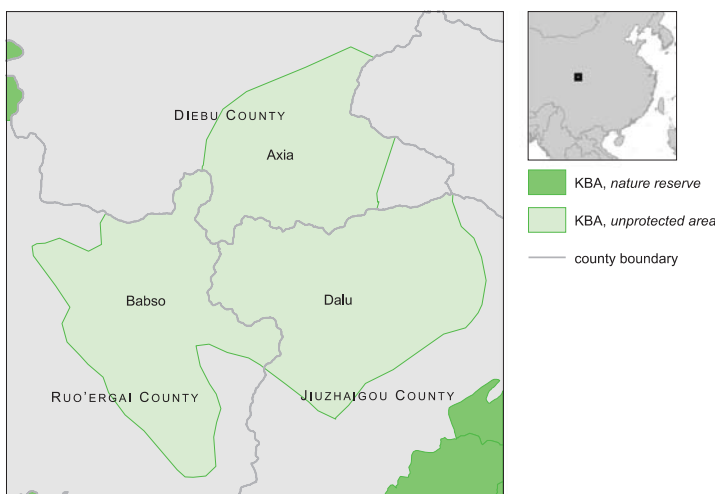 DIEBU COUNTY
Axia
Babso
Dalu
RUO'ERGAI COUNTY
JIUZHAIGOU COUNTY
KBA, nature reserve
KBA, unprotected area
county boundary